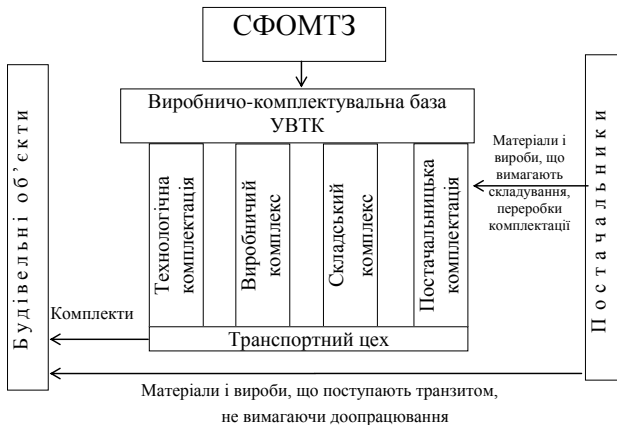 СФОМТЗ
Виробничо-комплектувальна база
УВТК
Будівельні об’єкти
Технологічна
комплектація
Виробничий
комплекс
Складський комплекс
Постачальницька
комплектація
Матеріали і
вироби, що
вимагають
складування,
переробки
комплектації
Постачальники
Комплекти
Транспортний цех
Матеріали і вироби, що поступають транзитом,
не вимагаючи доопрацювання